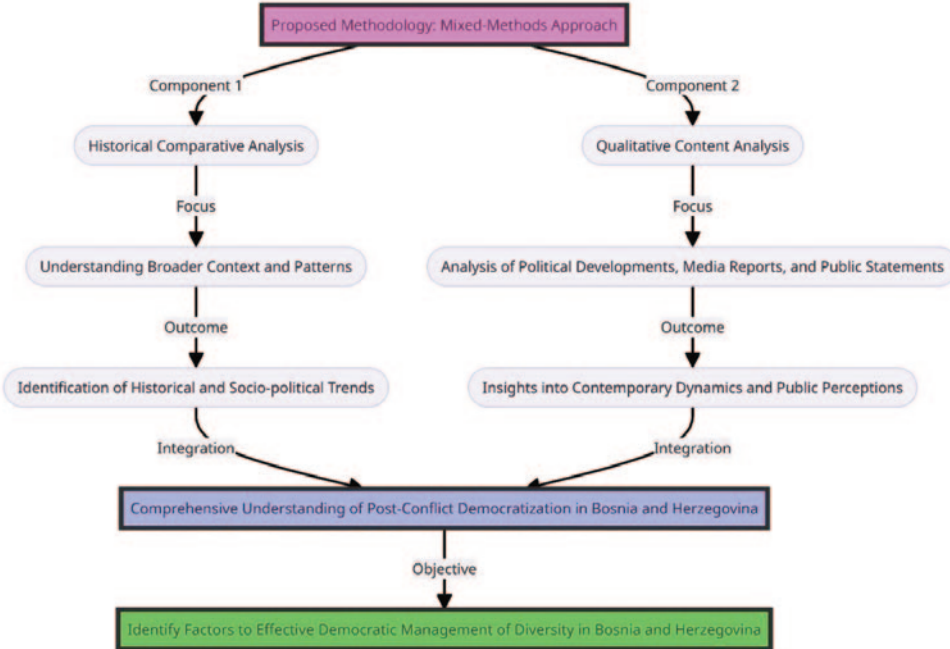 Proposed Methodology: Mixed-Methods Approach
Component 1
Component 2
Historical Comparative Analysis
Qualitative Content Analysis
Focus
Focus
Understanding Broader Context and Patterns
Analysis of Political Developments, Media Reports, and Public Statements
Outcome
Outcome
Identification of Historical and Socio-political Trends
Insights into Contemporary Dynamics and Public Perceptions
Integration
Integration
Comprehensive Understanding of Post-Conflict Democratization in Bosnia and Herzegovina
Objective
Identify Factors to Effective Democratic Management of Diversity in Bosnia and Herzegovina